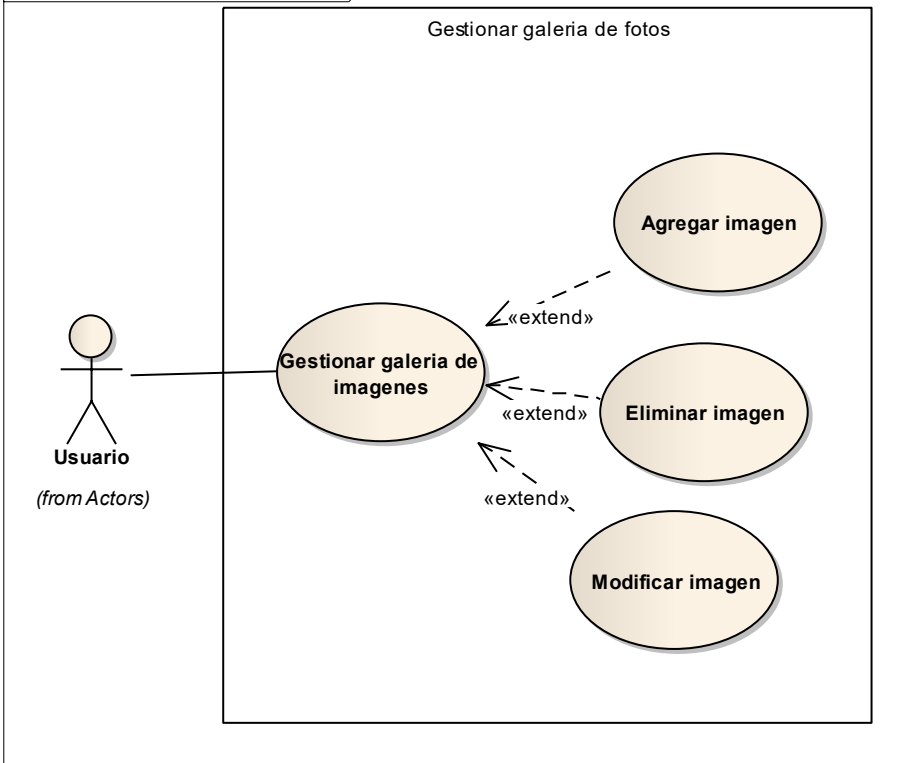 Gestionar galeria de fotos
Agregar imagen
«extend»
Gestionar galeria de
imagenes
«extend»
Eliminar imagen
Usuario
(from Actors)
«extend»
Modificar imagen